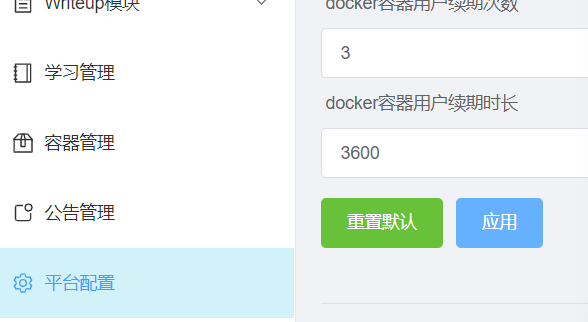 Writeup模块
学习管理
容器管理
公告管理
平台配置
docker容器用户续期次数
3
docker容器用户续期时长
3600
重置默认
应用